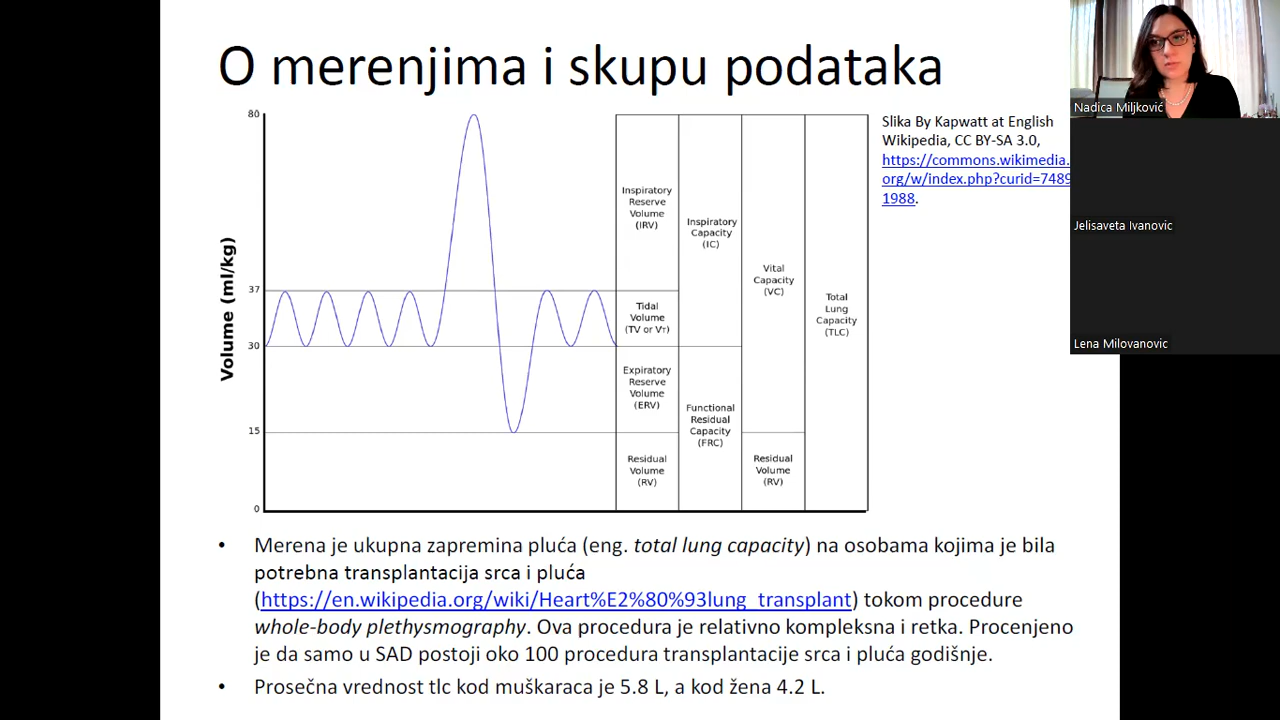 O merenjima i skupu podataka
80
37
30
15
0
Volume (ml/kg)
Inspiratory
Reserve
Volume
(IRV)
Tidal
Volume
(TV or VT)
Expiratory
Reserve
Volume
(ERV)
Residual
Volume
(RV)
Inspiratory
Capacity
(IC)
Functional
Residual
Capacity
(FRC)
Vital
Capacity
(VC)
Residual
Volume
(RV)
Total
Lung
Capacity
(TLC)
Slika By Kapwatt at English
Wikipedia, CC BY-SA 3.0,
https://commons.wikimedia.
org/w/index.php?curid=7489
1988.
Nadica Miljković
Jelisaveta Ivanovic
Lena Milovanovic
• Merena je ukupna zapremina pluća (eng. total lung capacity) na osobama kojima je bila
potrebna transplantacija srca i pluća
(https://en.wikipedia.org/wiki/Heart%E2%80%93lung_transplant) tokom procedure
whole-body plethysmography. Ova procedura je relativno kompleksna i retka. Procenjeno
je da samo u SAD postoji oko 100 procedura transplantacije srca i pluća godišnje.
• Prosečna vrednost tlc kod muškaraca je 5.8 L, a kod žena 4.2 L.